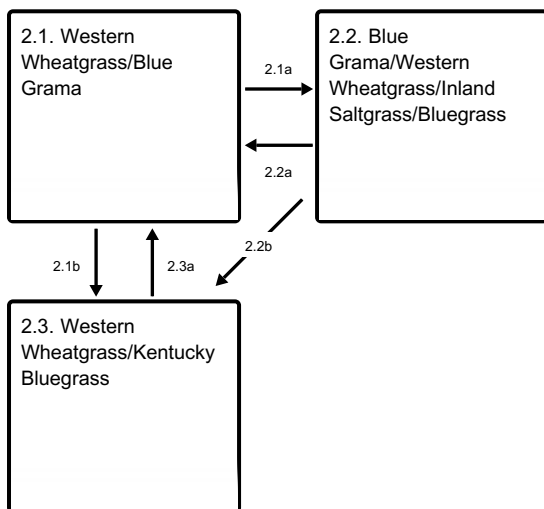 2.1. Western
Wheatgrass/Blue
Grama
2.1a
2.2. Blue
Grama/Western
Wheatgrass/Inland
Saltgrass/Bluegrass
2.2a
2.2b
2.1b
2.3a
2.3. Western
Wheatgrass/Kentucky
Bluegrass